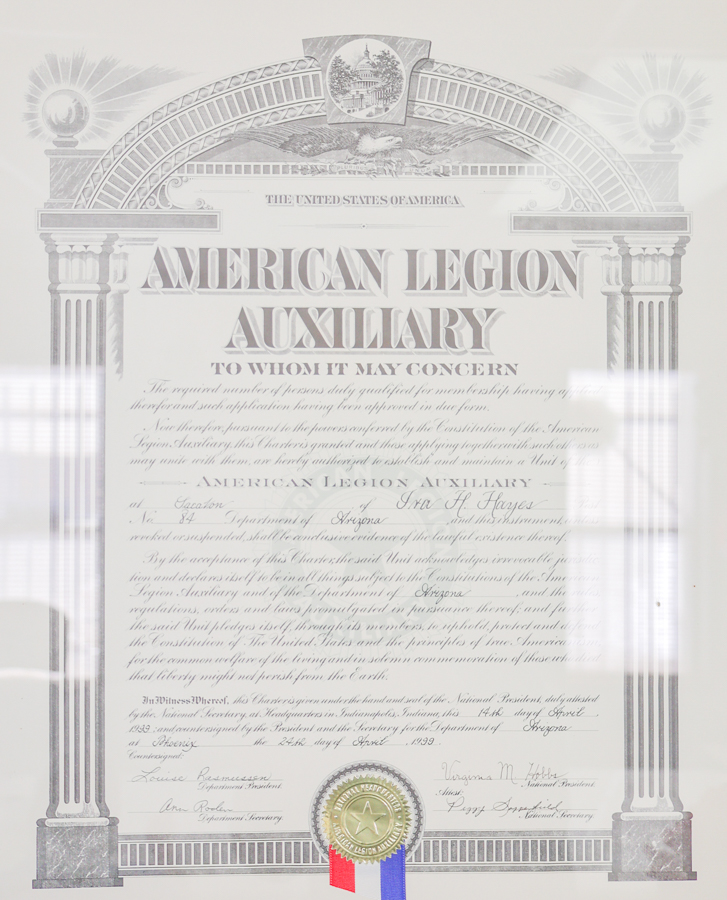 THE UNITED STATES OF AMERICA
AMERICAN LEGION
AUXILIARY
TO WHOM IT MAY CONCERN
The required number of persons duly qualified for membership having
therefor and such application having been approved in due form.
Now therefore, pursuant to the powers conferred by the Constitution of the American
Legion Auxiliary, this Charter is granted and those applying together with such
may unite with them, are hereby authorized to establish and maintain a Unit of
AMERICAN LEGION AUXILIARY
at Sacaton of Ira H. Hayes
No. 84 Department of Arizona and this instrument,
revoked or suspended, shall be conclusive evidence of the lawful existence thereof.
By the acceptance of this Charter, the said Unit acknowledges irrevocable
tion and declares itself to be in all things subject to the Constitutions of the American
Legion Auxiliary and of the Department of Arizona and the
regulations, orders and laws promulgated in pursuance thereof; and further
the said Unit pledges itself, through its members, to uphold, protect and defend
the Constitution of The United States and the principles of true
for the common welfare of the living and in solemn commemoration of those who died
that liberty might not perish from the Earth.
In Witness Whereof, this Charter is given under the hand and seal of the National President, duly attested
by the National Secretary, at Headquarters in Indianapolis, Indiana, this 14th day of April,
1999, and countersigned by the President and the Secretary for the Department of Arizona
at Phoenix the 24th day of April, 1999.
Countersigned:
Louise Rasmussen Virginia M Hobbs
Department President National President
Attest:
Peggy
Department Secretary National Secretary
NATIONAL HEADQUARTERS
AMERICAN LEGION AUXILIARY